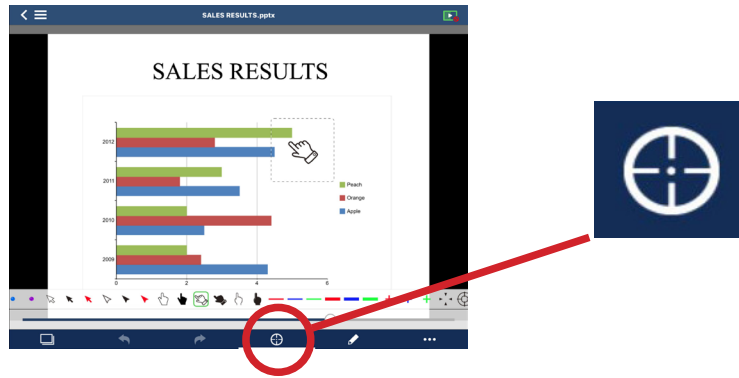 SALES RESULTS.pptx
SALES RESULTS
2012
2011
2010
2009
Peach
Orange
Apple
0 2 4 6